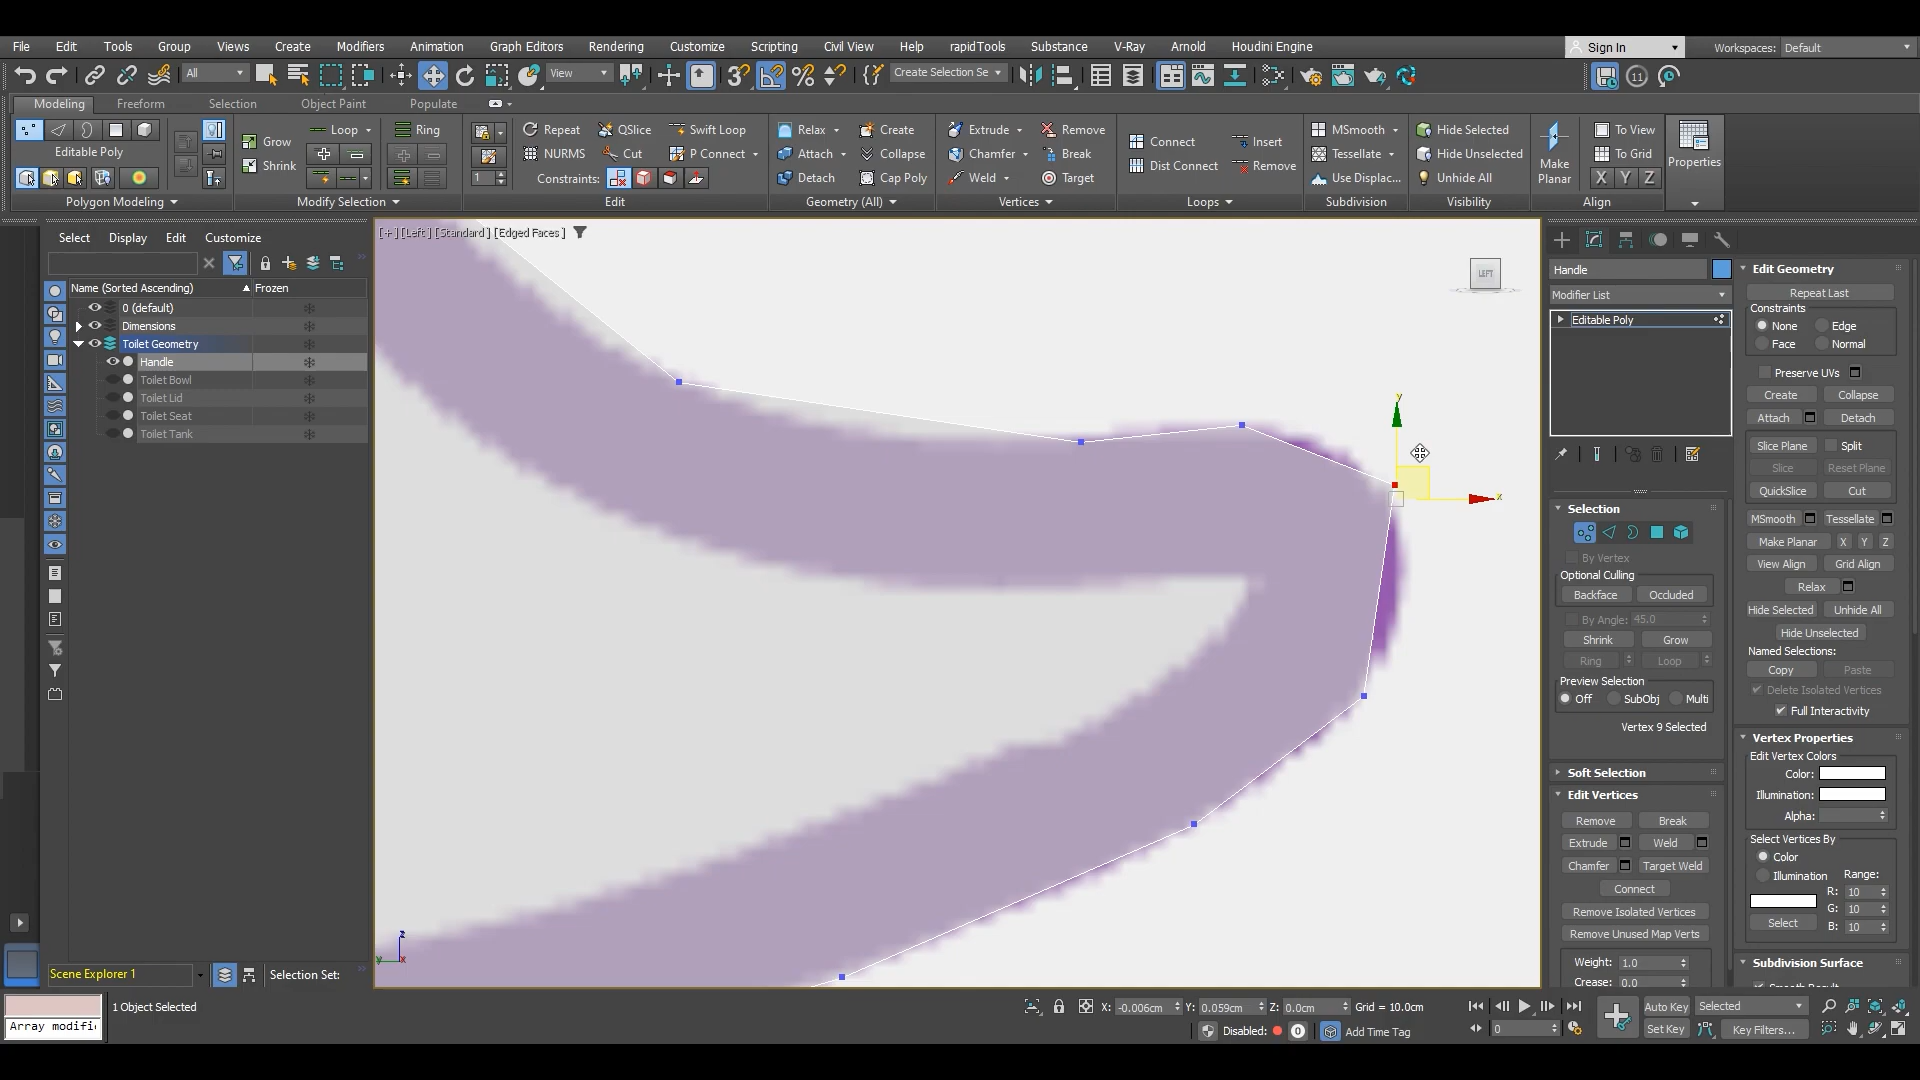 File Edit Tools Group Views Create Modifiers Animation Graph Editors Rendering Customize Scripting Civil View Help rapidTools Substance V-Ray Arnold Houdini Engine Sign In Workspaces: Default
All View 3 Create Selection Se 11
Modeling Freeform Selection Object Paint Populate
Loop Ring Repeat QSlice Swift Loop Relax Create Extrude Remove MSmooth Hide Selected To View
Editable Poly Grow Shrink NURMS Cut P Connect Attach Collapse Chamfer Break Connect Insert Tessellate Hide Unselected Make Planar To Grid Properties
1 Constraints: Detach Cap Poly Weld Target Dist Connect Remove Use Displac... Unhide All X Y Z
Polygon Modeling Modify Selection Edit Geometry (All) Vertices Loops Subdivision Visibility Align
Select Display Edit Customize
Name (Sorted Ascending) Frozen
0 (default)
Dimensions
Toilet Geometry
Handle
Toilet Bowl
Toilet Lid
Toilet Seat
Toilet Tank
[+] [Left] [Standard] [Edged Faces]
LEFT
y
x
z
y x
Handle
Modifier List
Editable Poly
Selection
By Vertex
Optional Culling
Backface Occluded
By Angle: 45.0
Shrink Grow
Ring Loop
Preview Selection
Off SubObj Multi
Vertex 9 Selected
Soft Selection
Edit Vertices
Remove Break
Extrude Weld
Chamfer Target Weld
Connect
Remove Isolated Vertices
Remove Unused Map Verts
Weight: 1.0
Crease: 0.0
Edit Geometry
Repeat Last
Constraints
None Edge
Face Normal
Preserve UVs
Create Collapse
Attach Detach
Slice Plane Split
Slice Reset Plane
QuickSlice Cut
MSmooth Tessellate
Make Planar X Y Z
View Align Grid Align
Relax
Hide Selected Unhide All
Hide Unselected
Named Selections:
Copy Paste
Delete Isolated Vertices
Full Interactivity
Vertex Properties
Edit Vertex Colors
Color:
Illumination:
Alpha:
Select Vertices By
Color
Illumination Range:
R: 10
G: 10
Select B: 10
Subdivision Surface
Scene Explorer 1 Selection Set:
1 Object Selected
Array modifi
X: -0.006cm Y: 0.059cm Z: 0.0cm Grid = 10.0cm
Disabled: 0 Add Time Tag
0
Auto Key Selected
Set Key Key Filters...